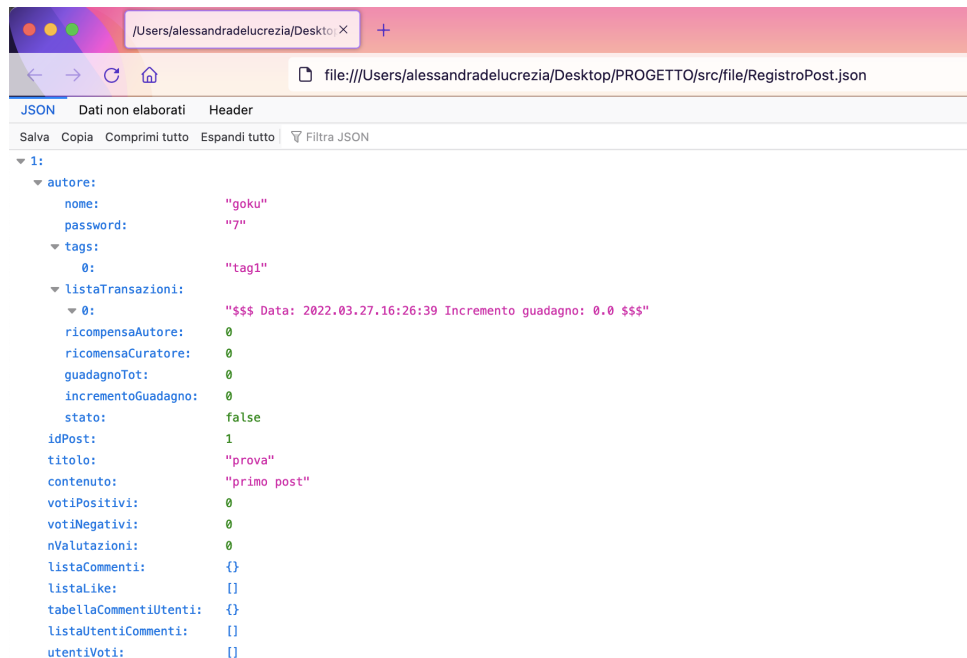 /Users/alessandradelucrezia/Deskto
file:///Users/alessandradelucrezia/Desktop/PROGETTO/src/file/RegistroPost.json
JSON Dati non elaborati Header
Salva Copia Comprimi tutto Espandi tutto Filtra JSON
1:
autore:
nome: "goku"
password: "7"
tags:
0: "tag1"
listaTransazioni:
0: "$$$ Data: 2022.03.27.16:26:39 Incremento guadagno: 0.0 $$$"
ricompensaAutore: 0
ricomensaCuratore: 0
guadagnoTot: 0
incrementoGuadagno: 0
stato: false
idPost: 1
titolo: "prova"
contenuto: "primo post"
votiPositivi: 0
votiNegativi: 0
nValutazioni: 0
listaCommenti: {}
listaLike: []
tabellaCommentiUtenti: {}
listaUtentiCommenti: []
utentiVoti: []